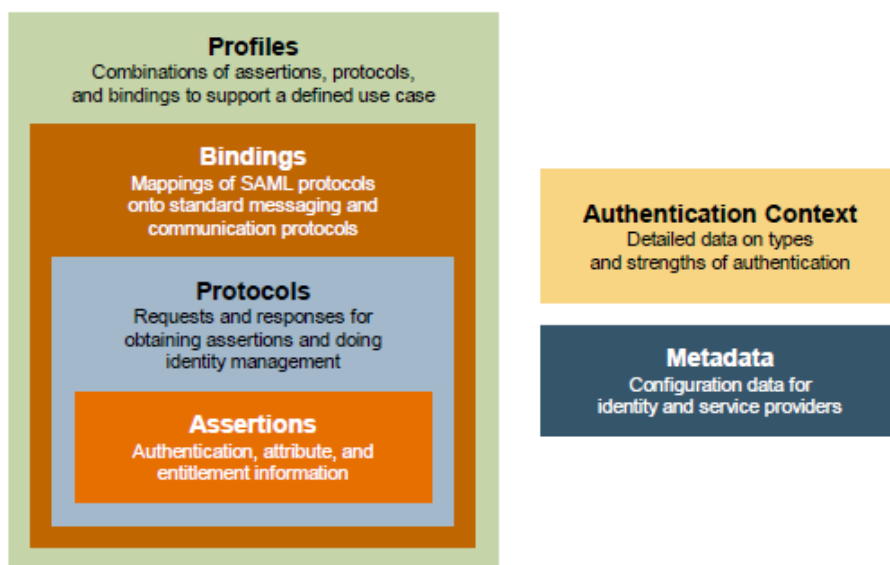 Profiles
Combinations of assertions, protocols,
and bindings to support a defined use case
Bindings
Mappings of SAML protocols
onto standard messaging and
communication protocols
Protocols
Requests and responses for
obtaining assertions and doing
identity management
Assertions
Authentication, attribute, and
entitlement information
Authentication Context
Detailed data on types
and strengths of authentication
Metadata
Configuration data for
identity and service providers